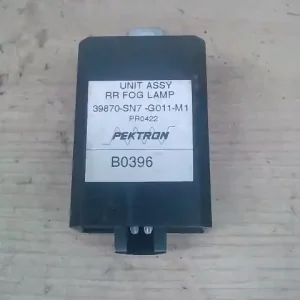 UNIT ASSY
RR FOG LAMP
39870-SN7-G011-M1
PR0422
PEKTRON
B0396